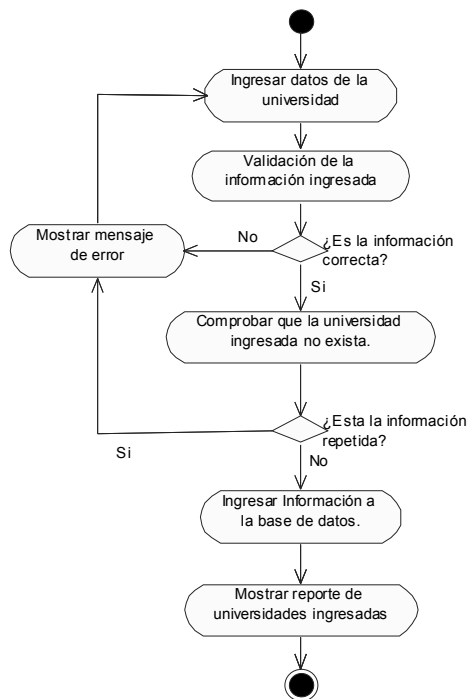 Ingresar datos de la
universidad
Validación de la
información ingresada
Mostrar mensaje
de error
No
¿Es la información
correcta?
Si
Comprobar que la universidad
ingresada no exista.
¿Esta la información
repetida?
Si
No
Ingresar Información a
la base de datos.
Mostrar reporte de
universidades ingresadas